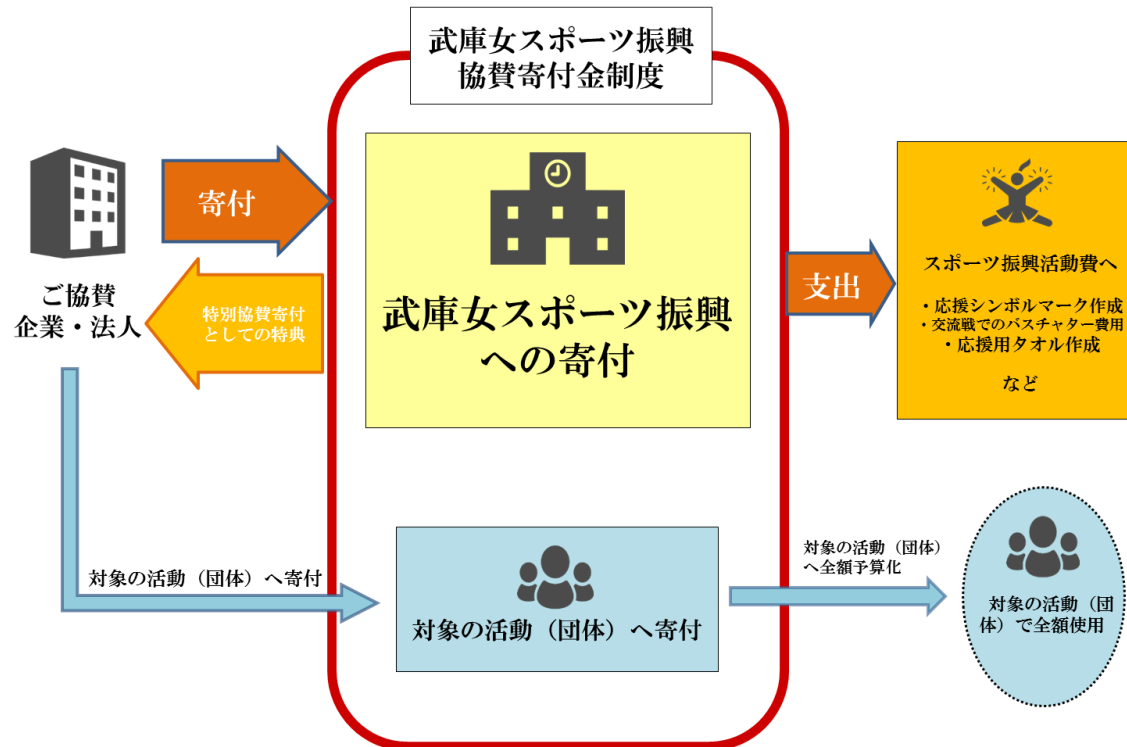 武庫女スポーツ振興
協賛寄付金制度
寄付
ご協賛
企業・法人
特別協賛寄付
としての特典
武庫女スポーツ振興
への寄付
支出
スポーツ振興活動費へ
・応援シンボルマーク作成
・交流戦でのバスチャター費用
・応援用タオル作成
など
対象の活動（団体）へ寄付
対象の活動（団体）へ寄付
対象の活動（団体）
へ全額予算化
対象の活動（団
体）で全額使用